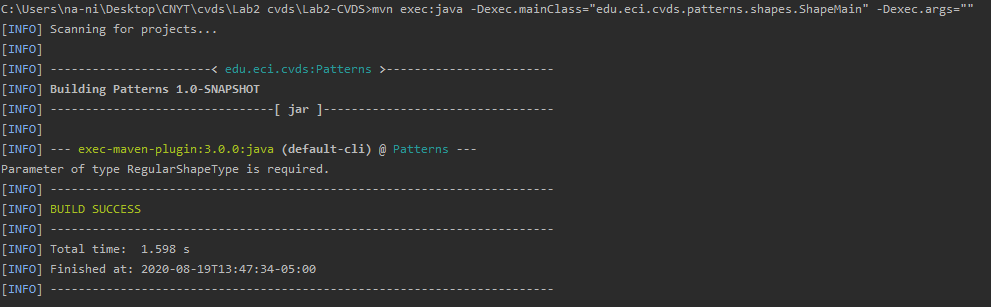 C:\Users\na-ni\Desktop\CNYT\cvds\Lab2 cvds\Lab2-CVDS>mvn exec:java -Dexec.mainClass="edu.eci.cvds.patterns.shapes.ShapeMain" -Dexec.args=""
[INFO] Scanning for projects...
[INFO]
[INFO] -----------------------< edu.eci.cvds:Patterns >------------------------
[INFO] Building Patterns 1.0-SNAPSHOT
[INFO] --------------------------------[ jar ]---------------------------------
[INFO]
[INFO] --- exec-maven-plugin:3.0.0:java (default-cli) @ Patterns ---
Parameter of type RegularShapeType is required.
[INFO] ------------------------------------------------------------------------
[INFO] BUILD SUCCESS
[INFO] ------------------------------------------------------------------------
[INFO] Total time:  1.598 s
[INFO] Finished at: 2020-08-19T13:47:34-05:00
[INFO] ------------------------------------------------------------------------